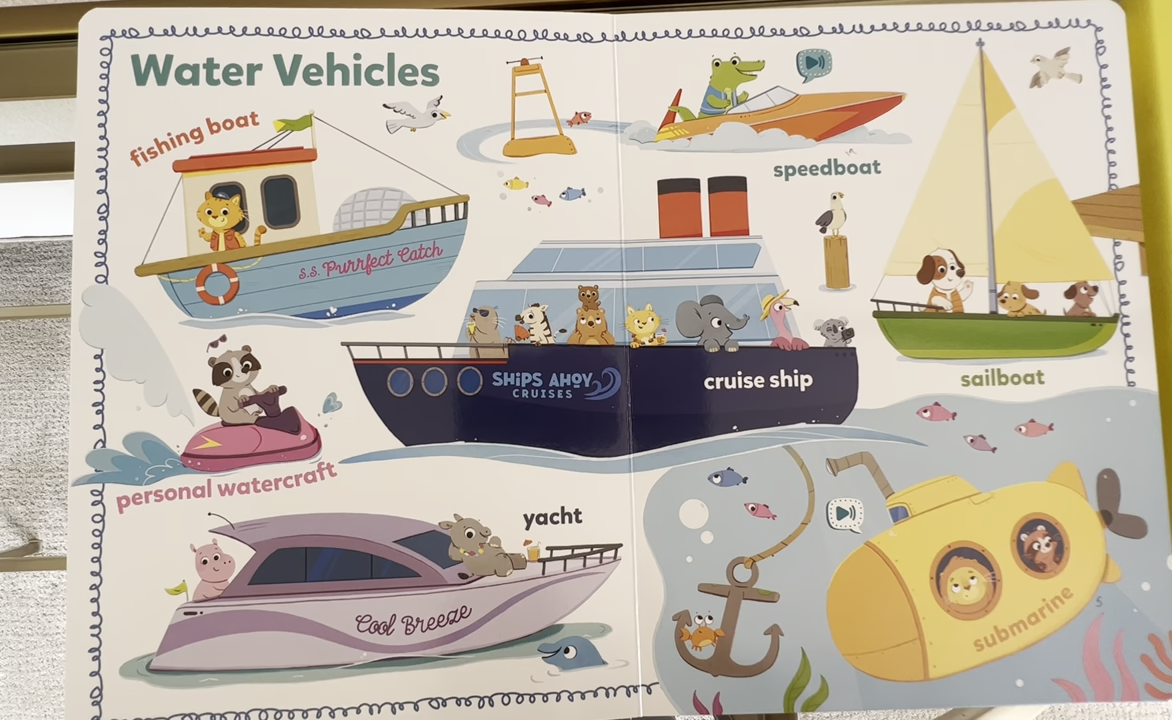 Water Vehicles
fishing boat
S.S. Purrfect Catch
speedboat
SHIPS AHOY
CRUISES
cruise ship
sailboat
personal watercraft
yacht
Cool Breeze
submarine
5